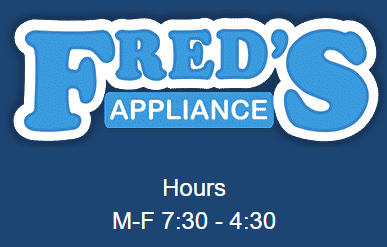 FRED'S
APPLIANCE
Hours
M-F 7:30 - 4:30